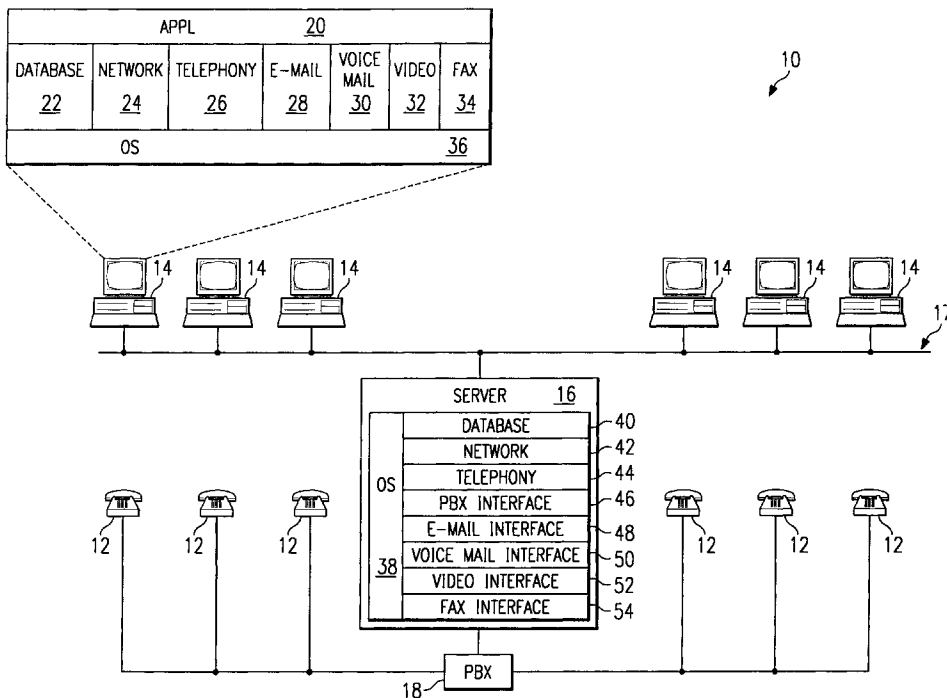 APPL 20
DATABASE NETWORK TELEPHONY E-MAIL VOICE MAIL VIDEO FAX
22 24 26 28 30 32 34
OS 36
10
14 14 14 14 14 14
17
SERVER 16
OS 38
DATABASE 40
NETWORK 42
TELEPHONY 44
PBX INTERFACE 46
E-MAIL INTERFACE 48
VOICE MAIL INTERFACE 50
VIDEO INTERFACE 52
FAX INTERFACE 54
12 12 12 12 12 12
18 PBX